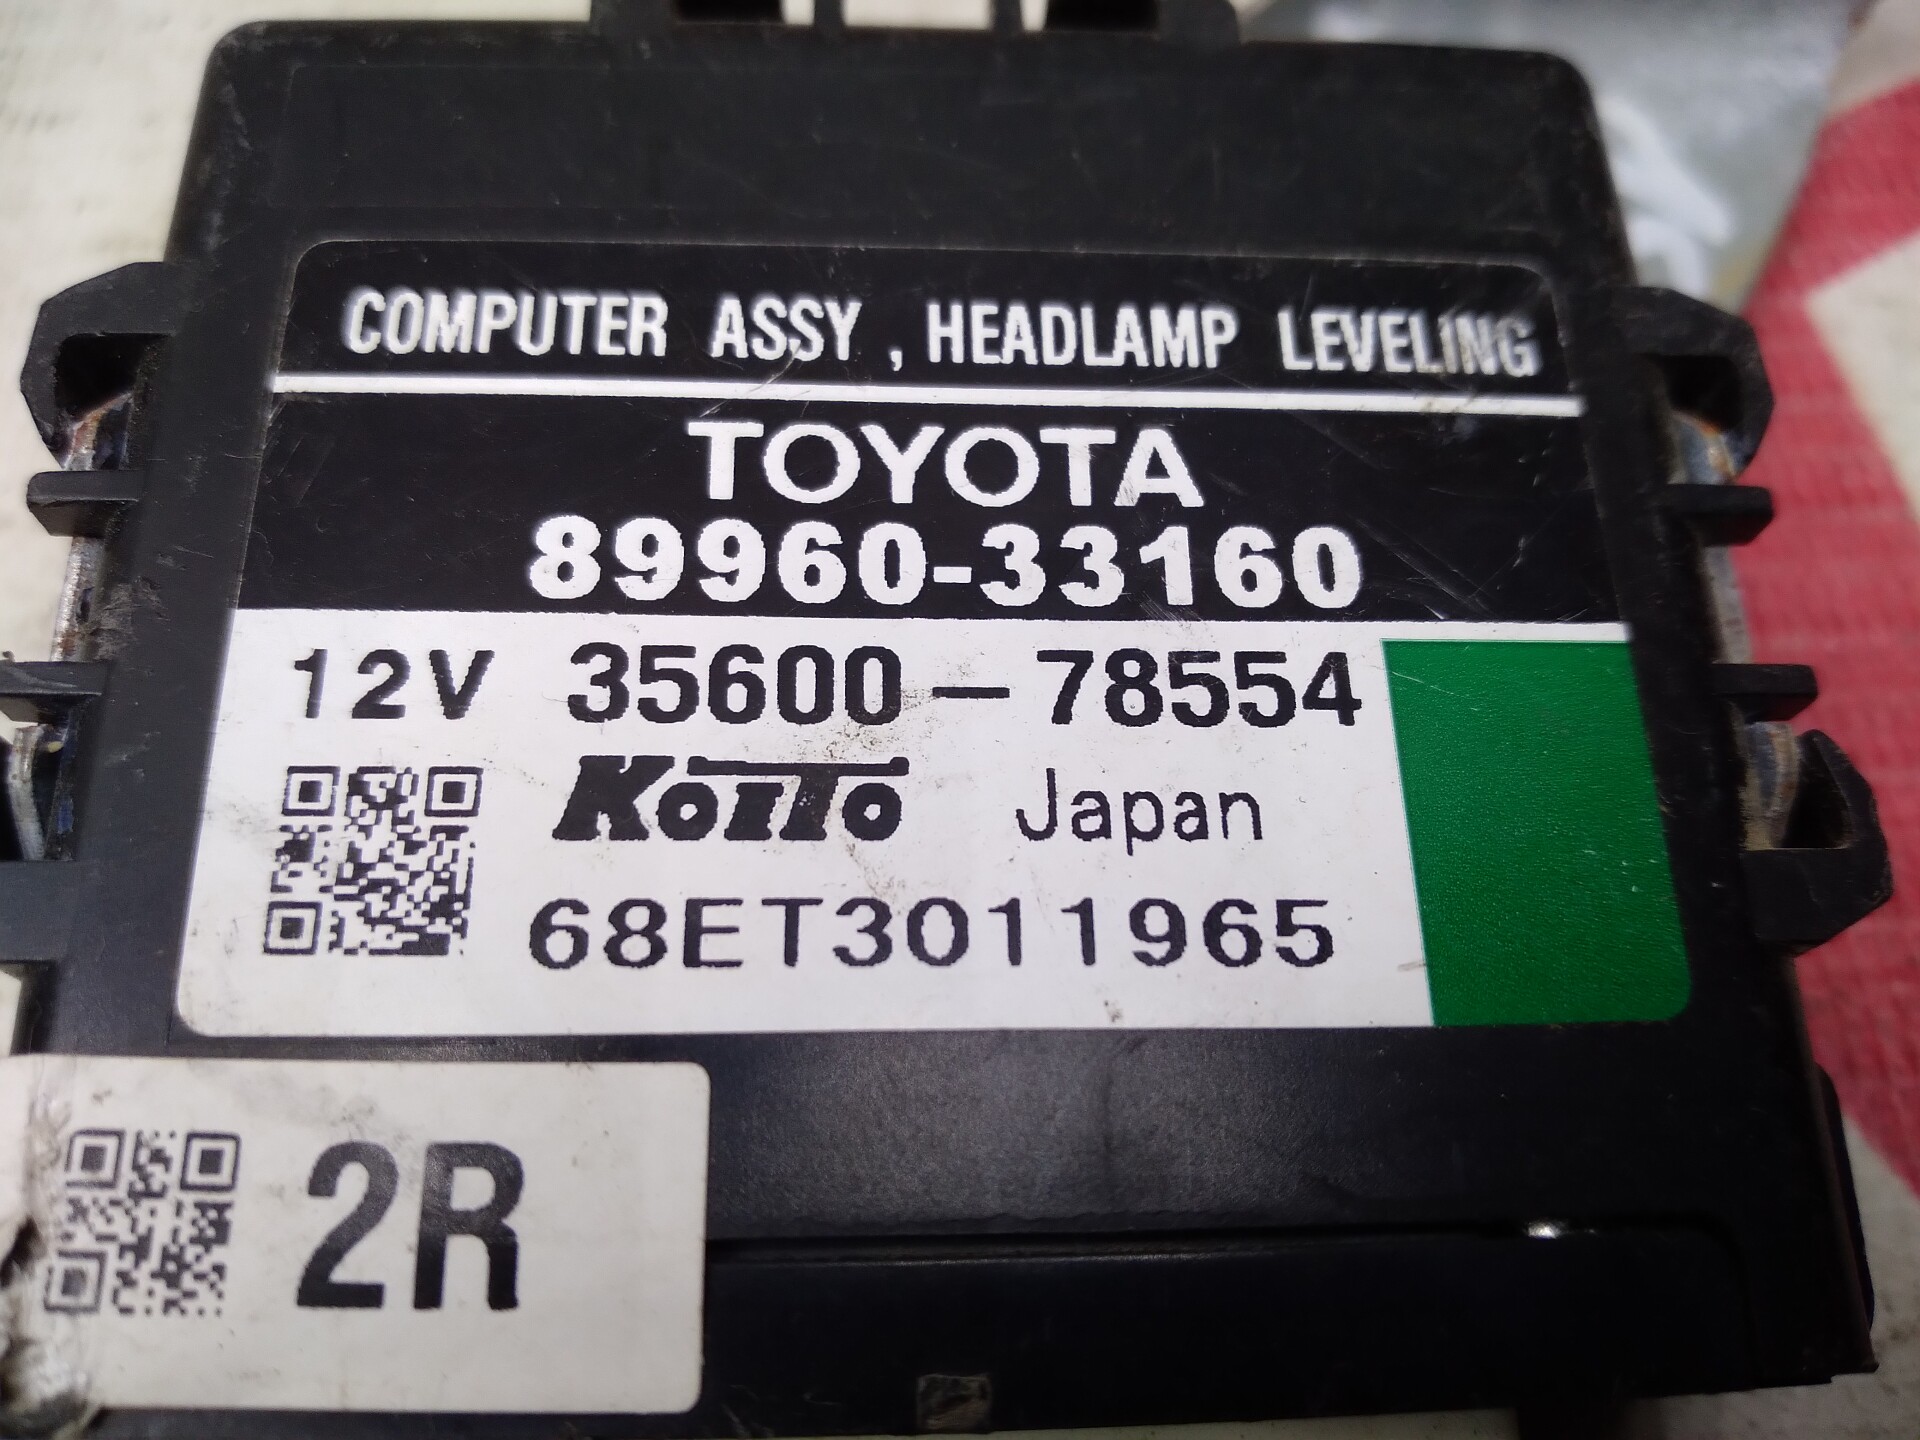 COMPUTER ASSY , HEADLAMP LEVELING
TOYOTA
89960-33160
12V 35600-78554
KOITO Japan
68ET3011965
2R